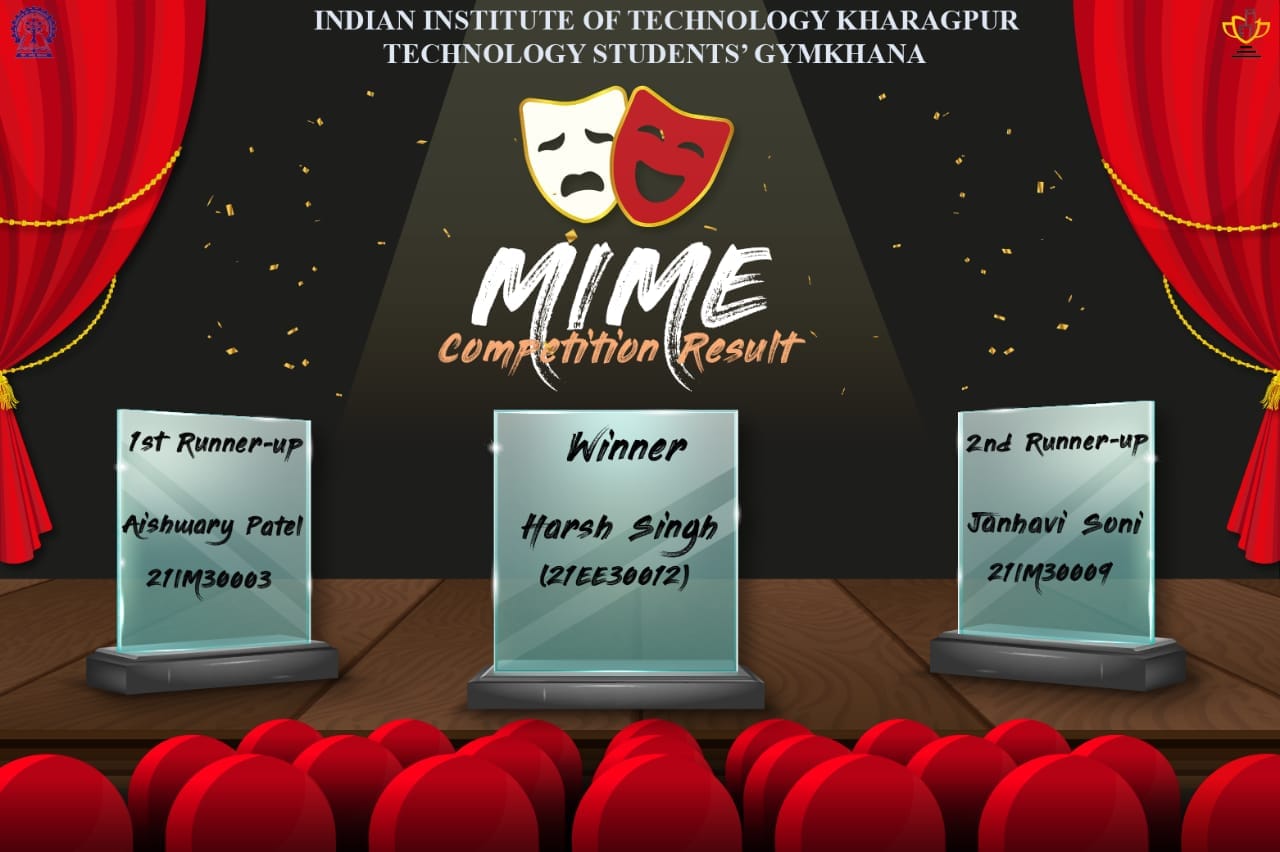 INDIAN INSTITUTE OF TECHNOLOGY KHARAGPUR
TECHNOLOGY STUDENTS’ GYMKHANA
MIME
Competition Result
1st Runner-up
Aishwary Patel
21IM30003
Winner
Harsh Singh
(21EE30012)
2nd Runner-up
Janhavi Soni
21IM30009